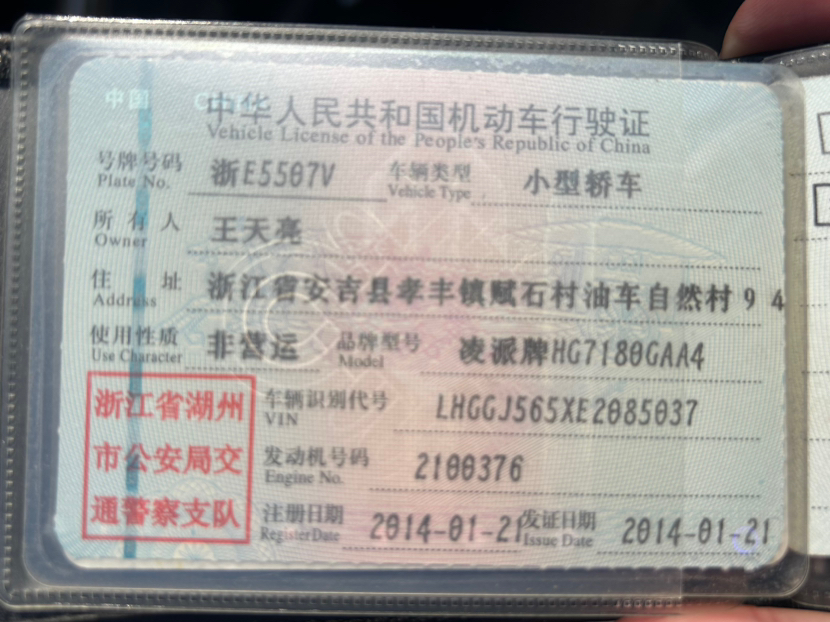 中国 CHINA
中华人民共和国机动车行驶证
Vehicle License of the People's Republic of China
号牌号码 浙E5507V 车辆类型 小型轿车
Plate No. Vehicle Type
所有人 王天亮
Owner
住址 浙江省安吉县孝丰镇赋石村油车自然村94
Address
使用性质 非营运 品牌型号 凌派牌HG7180GAA4
Use Character Model
浙江省湖州
市公安局交
通警察支队
车辆识别代号 LHGGJ565XE2085037
VIN
发动机号码 2100376
Engine No.
注册日期 2014-01-21 发证日期 2014-01-21
Register Date Issue Date